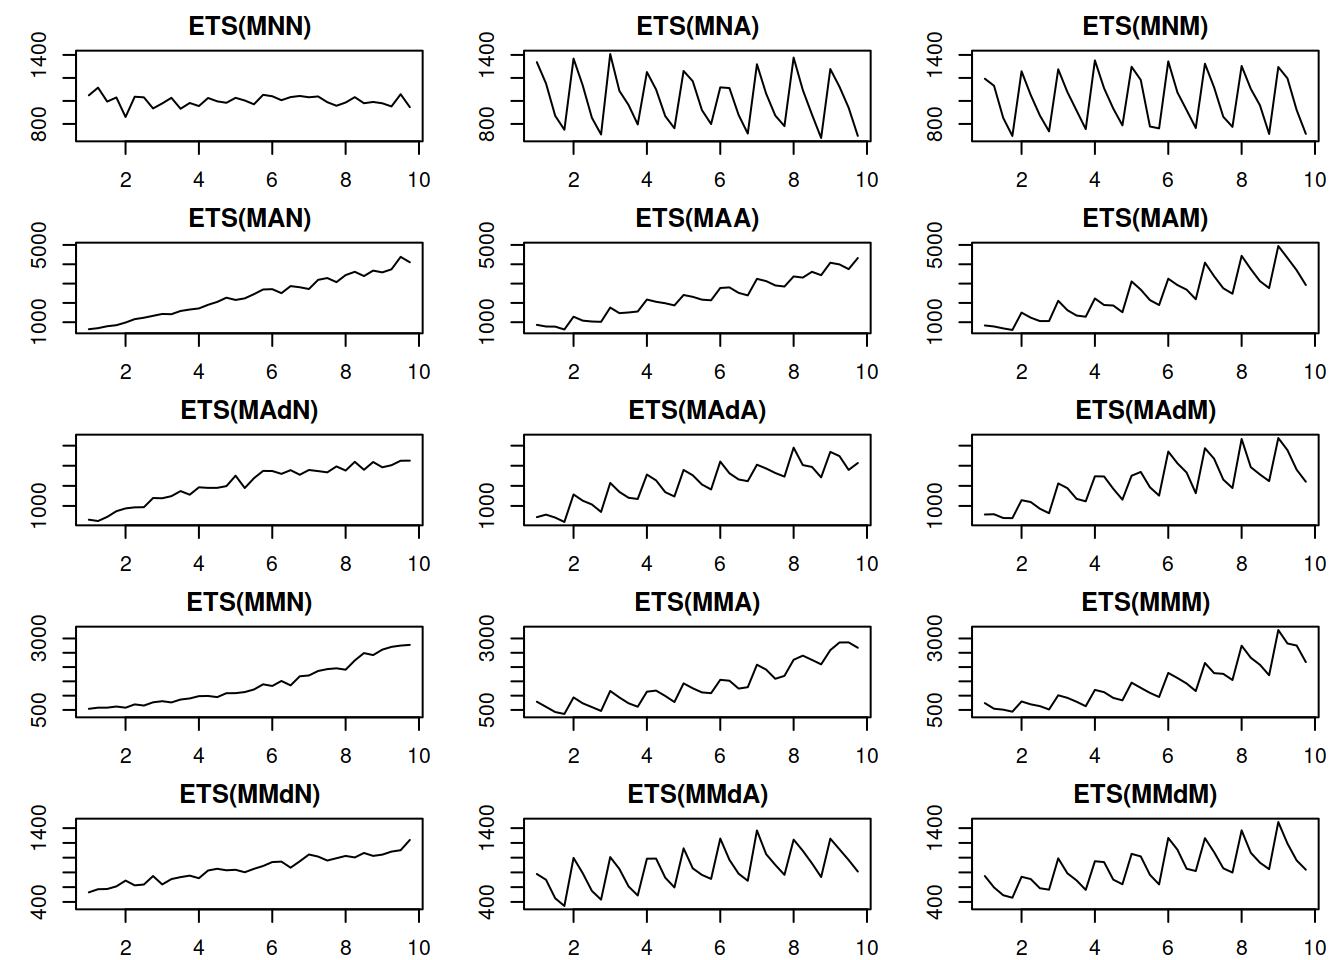 ETS(MNN) ETS(MNA) ETS(MNM)
800 1400 800 1400 800 1400
2 4 6 8 10 2 4 6 8 10 2 4 6 8 10
ETS(MAN) ETS(MAA) ETS(MAM)
1000 5000 1000 5000 1000 5000
2 4 6 8 10 2 4 6 8 10 2 4 6 8 10
ETS(MAdN) ETS(MAdA) ETS(MAdM)
1000 1000 1000
2 4 6 8 10 2 4 6 8 10 2 4 6 8 10
ETS(MMN) ETS(MMA) ETS(MMM)
500 3000 500 3000 500 3000
2 4 6 8 10 2 4 6 8 10 2 4 6 8 10
ETS(MMdN) ETS(MMdA) ETS(MMdM)
400 1400 400 1400 400 1400
2 4 6 8 10 2 4 6 8 10 2 4 6 8 10